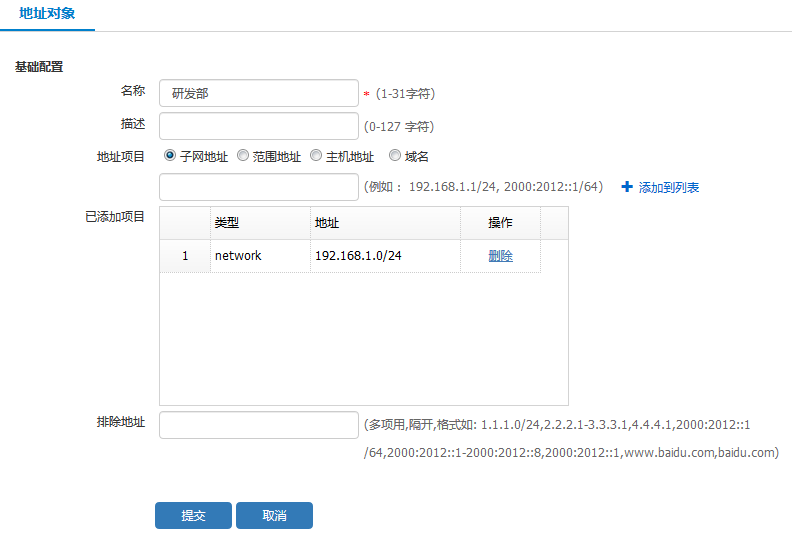 地址对象
基础配置
名称 研发部 * (1-31字符)
描述 (0-127 字符)
地址项目 子网地址 范围地址 主机地址 域名
(例如： 192.168.1.1/24, 2000:2012::1/64) 添加到列表
已添加项目 类型 地址 操作
1 network 192.168.1.0/24 删除
排除地址 (多项用,隔开,格式如: 1.1.1.0/24,2.2.2.1-3.3.3.1,4.4.4.1,2000:2012::1
/64,2000:2012::1-2000:2012::8,2000:2012::1,www.baidu.com,baidu.com)
提交 取消